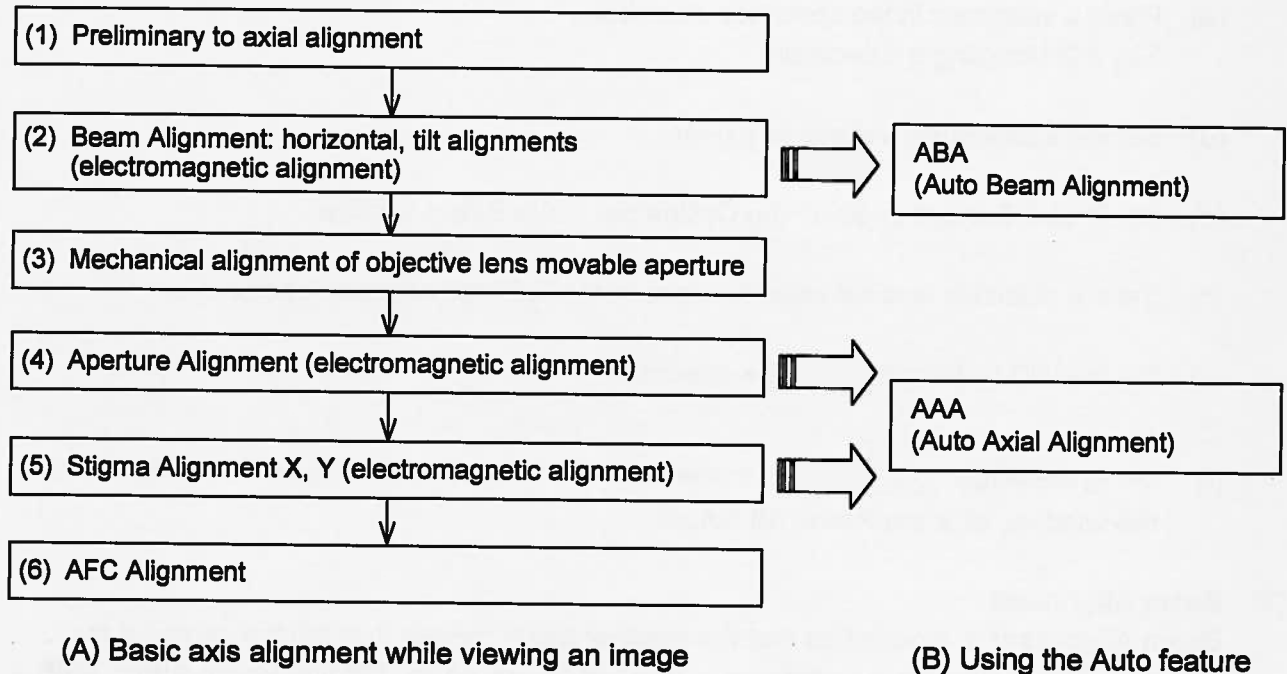 (1) Preliminary to axial alignment
(2) Beam Alignment: horizontal, tilt alignments
(electromagnetic alignment)
ABA
(Auto Beam Alignment)
(3) Mechanical alignment of objective lens movable aperture
(4) Aperture Alignment (electromagnetic alignment)
AAA
(Auto Axial Alignment)
(5) Stigma Alignment X, Y (electromagnetic alignment)
(6) AFC Alignment
(A) Basic axis alignment while viewing an image
(B) Using the Auto feature